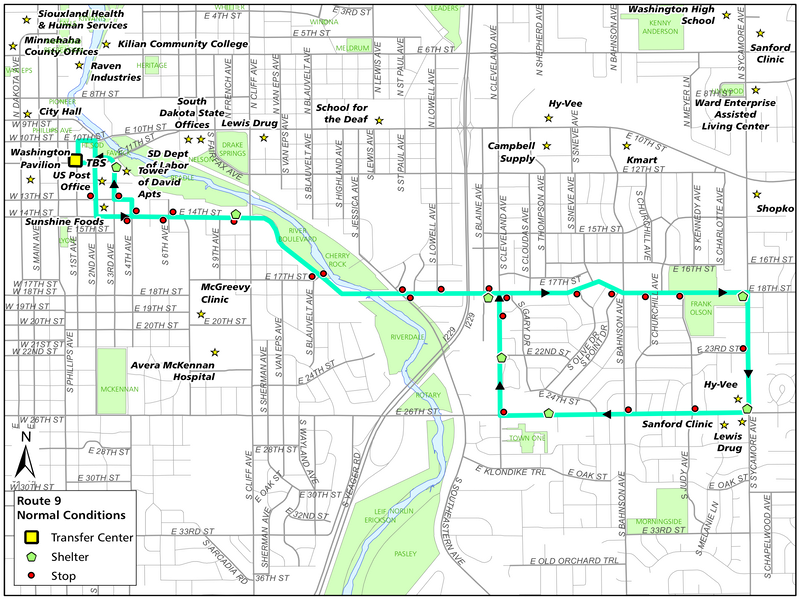 WHITTIER
E 3RD ST
Siouxland Health
& Human Services
E 4TH ST
WINONA
LEADERS
Washington High
School
KENNY
ANDERSON
E 5TH ST
Minnehaha
County Offices
Kilian Community College
MELDRUM
E 6TH ST
Sanford
Clinic
Raven
Industries
HERITAGE
N DAKOTA AVE
N FRENCH AVE
N CLIFF AVE
N BLAUVELT AVE
N LEWIS AVE
N ST PAUL AVE
N LOWELL AVE
N CLEVELAND AVE
N SHEPHERD AVE
N BAHNSON AVE
N MEYER LN
N SYCAMORE AVE
E 8TH ST
E 8TH ST
PIONEER
City Hall
South
Dakota State
Offices
Lewis Drug
School for
the Deaf
Hy-Vee
Ward Enterprise
Assisted
Living Center
W 9TH ST
PHILLIPS AVE
W 10TH ST
E 10TH ST
E 10TH ST
E 11TH ST
E 10TH ST
S FAIRFAX AVE
DRAKE
SPRINGS
S VAN EPS AVE
S BLAUVELT AVE
S HIGHLAND AVE
S JESSICA AVE
S LEWIS AVE
S ST PAUL AVE
S SNEVE AVE
Campbell
Supply
Kmart
E 12TH ST
Washington
Pavilion
TBS
SD Dept
of Labor
NELSON
US Post
Office
Tower
of David
Apts
W 13TH ST
W 14TH ST
E 14TH ST
Sunshine Foods
E 15TH ST
LYON
S MAIN AVE
S 1ST AVE
S 2ND AVE
S 3RD AVE
S 4TH AVE
S 6TH AVE
S 9TH AVE
RIVER
BOULEVARD
CHERRY
ROCK
S LOWELL AVE
S BLAINE AVE
S CLEVELAND AVE
S CLOUDAS AVE
S THOMPSON AVE
S SNEVE AVE
E 15TH ST
S CHURCHILL AVE
S KENNEDY AVE
S CHARLOTTE AVE
Shopko
E 16TH ST
E 16TH ST
W 17TH ST
W 18TH ST
E 18TH ST
E 17TH ST
E 17TH ST
E 18TH ST
McGreevy
Clinic
W 19TH ST
E 19TH ST
W 20TH ST
E 20TH ST
E 20TH ST
FRANK
OLSON
W 21ST ST
W 22ND ST
S PHILLIPS AVE
S BLAUVELT AVE
S VAN EPS AVE
S SHERMAN AVE
RIVERDALE
I229
I229
S GARY DR
E 22ND ST
S OLIVE DR
S POINT DR
S BAHNSON AVE
S CHURCHILL AVE
E 23RD ST
Avera McKennan
Hospital
MCKENNAN
E 24TH ST
E 24TH ST
Hy-Vee
ROTARY
W 26TH ST
E 26TH ST
TOWN ONE
Sanford Clinic
Lewis
Drug
S SYCAMORE AVE
N
E 28TH ST
E 28TH ST
S WAYLAND AVE
S YEAGER RD
S CLIFF AVE
E OAK ST
E KLONDIKE TRL
E OAK ST
S JUDY AVE
E OAK ST
W 30TH ST
E 30TH ST
E 30TH ST
E 32ND ST
S SOUTHEASTERN AVE
S BAHNSON AVE
MORNINGSIDE
E 33RD ST
S MELANIE LN
S CHAPELWOOD AVE
LEIF
ERICKSON
NORLIN
PASLEY
E 33RD ST
S ARCADIA RD
SHERMAN AVE
36TH ST
E OLD ORCHARD TRL
Route 9
Normal Conditions
Transfer Center
Shelter
Stop